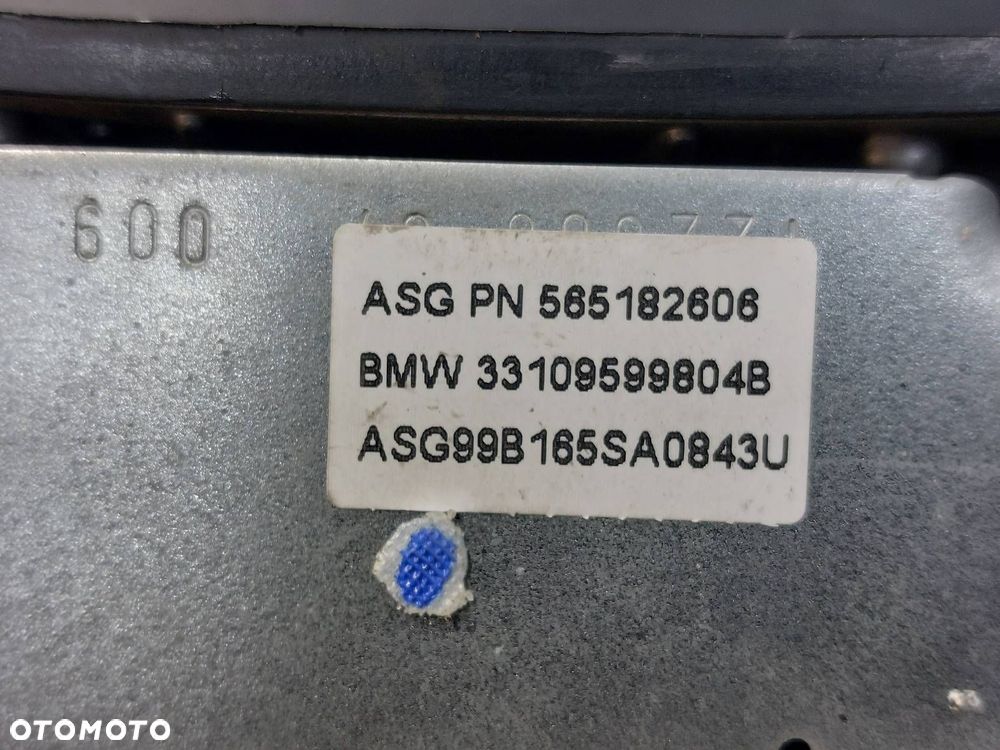 600
ASG PN 565182606
BMW 33109599804B
ASG99B165SA0843U
OTOMOTO